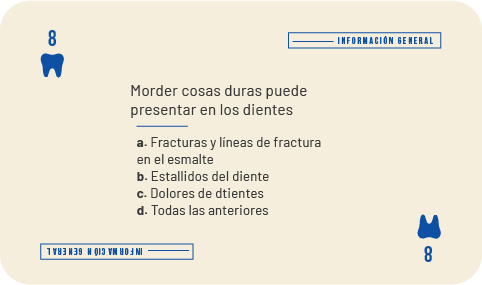 8
INFORMACIÓN GENERAL
Morder cosas duras puede
presentar en los dientes
a. Fracturas y líneas de fractura
en el esmalte
b. Estallidos del diente
c. Dolores de dtientes
d. Todas las anteriores
INFORMACIÓN GENERAL
8